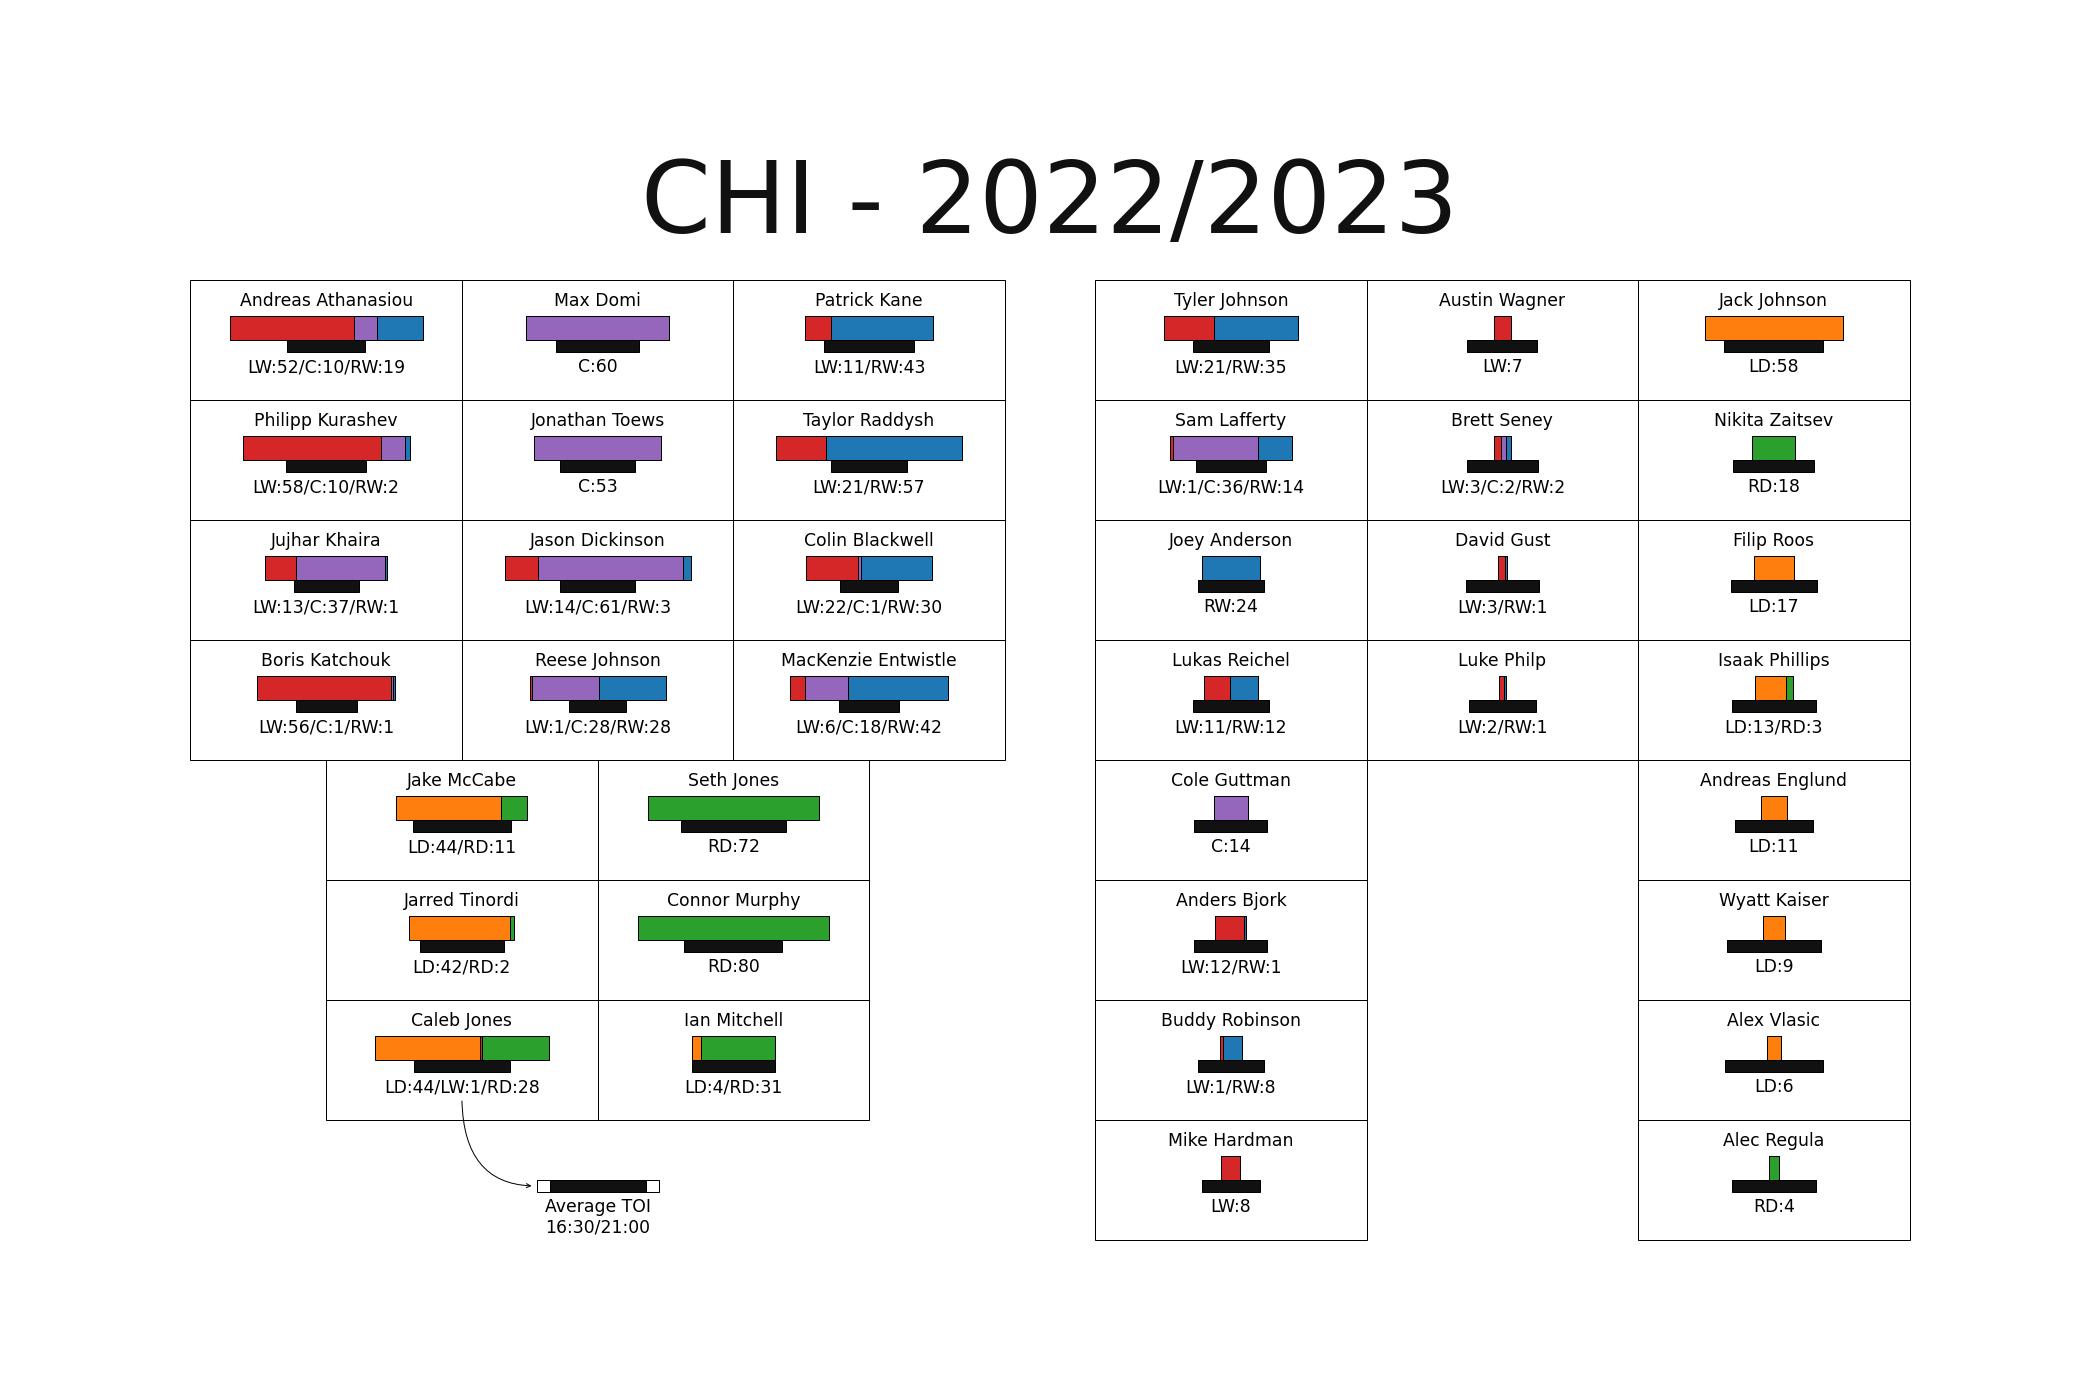 CHI - 2022/2023
Andreas Athanasiou
LW:52/C:10/RW:19
Max Domi
C:60
Patrick Kane
LW:11/RW:43
Philipp Kurashev
LW:58/C:10/RW:2
Jonathan Toews
C:53
Taylor Raddysh
LW:21/RW:57
Jujhar Khaira
LW:13/C:37/RW:1
Jason Dickinson
LW:14/C:61/RW:3
Colin Blackwell
LW:22/C:1/RW:30
Boris Katchouk
LW:56/C:1/RW:1
Reese Johnson
LW:1/C:28/RW:28
MacKenzie Entwistle
LW:6/C:18/RW:42
Jake McCabe
LD:44/RD:11
Seth Jones
RD:72
Jarred Tinordi
LD:42/RD:2
Connor Murphy
RD:80
Caleb Jones
LD:44/LW:1/RD:28
Ian Mitchell
LD:4/RD:31
Average TOI
16:30/21:00
Tyler Johnson
LW:21/RW:35
Austin Wagner
LW:7
Jack Johnson
LD:58
Sam Lafferty
LW:1/C:36/RW:14
Brett Seney
LW:3/C:2/RW:2
Nikita Zaitsev
RD:18
Joey Anderson
RW:24
David Gust
LW:3/RW:1
Filip Roos
LD:17
Lukas Reichel
LW:11/RW:12
Luke Philp
LW:2/RW:1
Isaak Phillips
LD:13/RD:3
Cole Guttman
C:14
Andreas Englund
LD:11
Anders Bjork
LW:12/RW:1
Wyatt Kaiser
LD:9
Buddy Robinson
LW:1/RW:8
Alex Vlasic
LD:6
Mike Hardman
LW:8
Alec Regula
RD:4